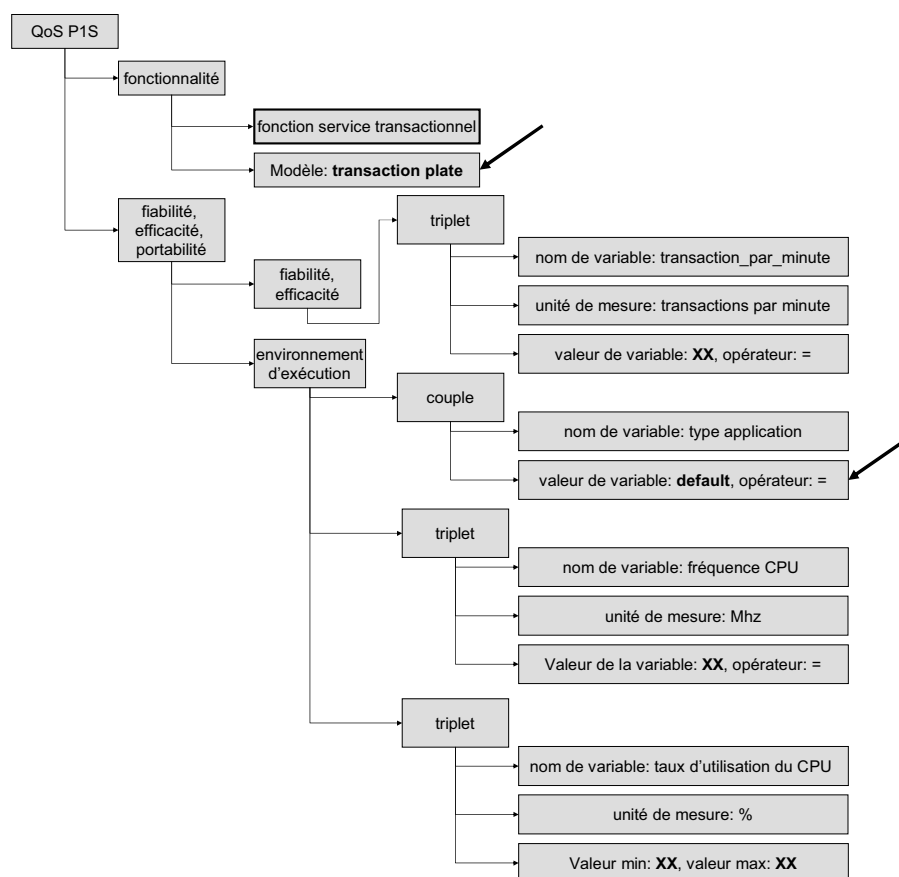 QoS P1S
fonctionnalité
fonction service transactionnel
Modèle: transaction plate
fiabilité,
efficacité,
portabilité
triplet
fiabilité,
efficacité
nom de variable: transaction_par_minute
unité de mesure: transactions par minute
valeur de variable: XX, opérateur: =
environnement
d'exécution
couple
nom de variable: type application
valeur de variable: default, opérateur: =
triplet
nom de variable: fréquence CPU
unité de mesure: Mhz
Valeur de la variable: XX, opérateur: =
triplet
nom de variable: taux d'utilisation du CPU
unité de mesure: %
Valeur min: XX, valeur max: XX